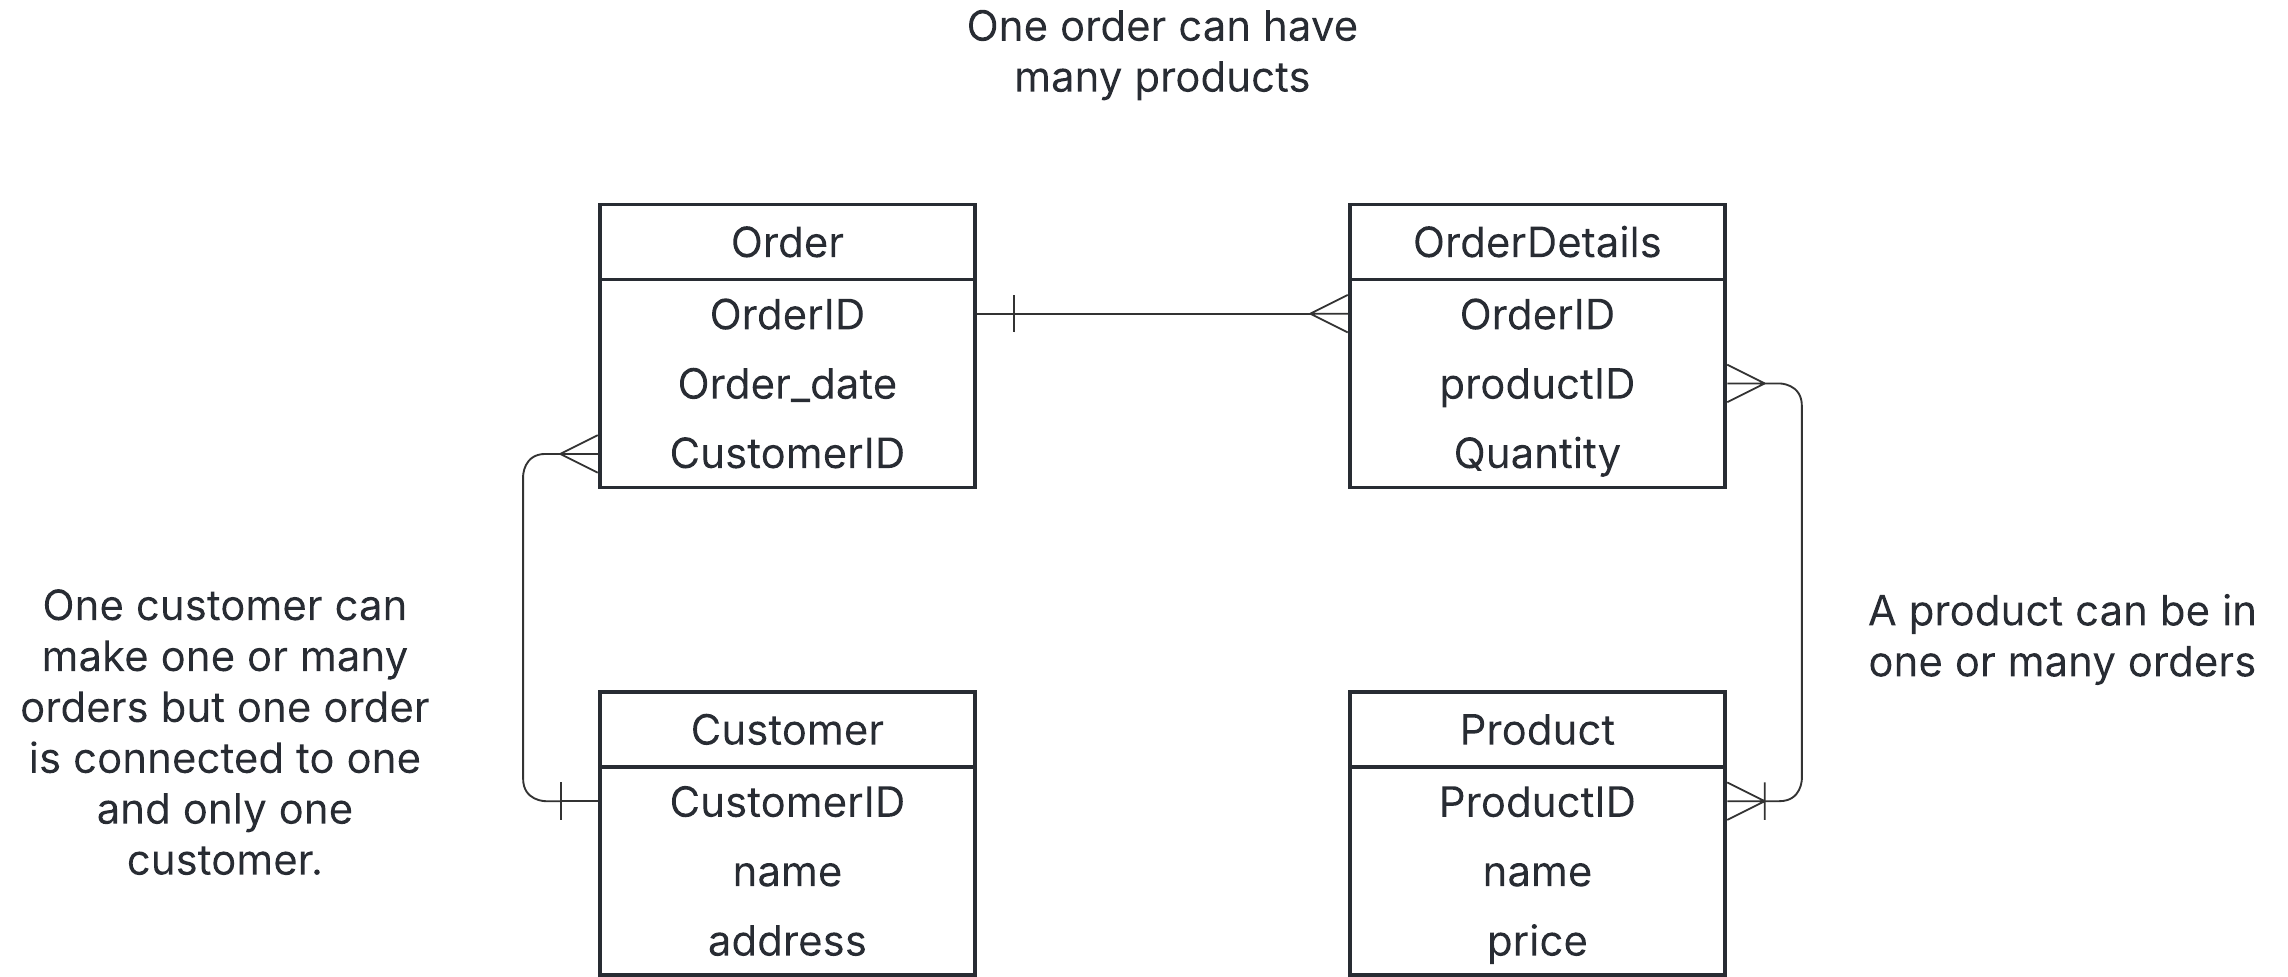 One order can have
many products
Order
OrderID
Order_date
CustomerID
OrderDetails
OrderID
productID
Quantity
One customer can
make one or many
orders but one order
is connected to one
and only one
customer.
Customer
CustomerID
name
address
Product
ProductID
name
price
A product can be in
one or many orders